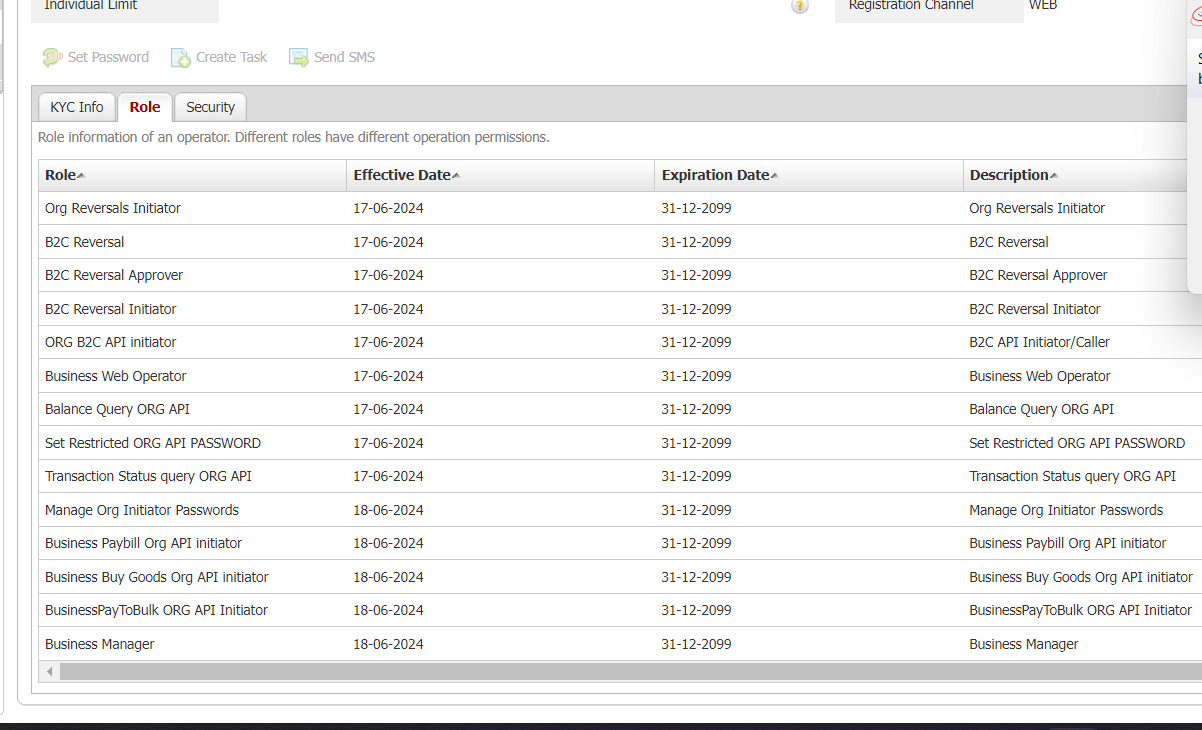 Individual Limit Registration Channel WEB
Set Password Create Task Send SMS
KYC Info Role Security
Role information of an operator. Different roles have different operation permissions.
Role Effective Date Expiration Date Description
Org Reversals Initiator 17-06-2024 31-12-2099 Org Reversals Initiator
B2C Reversal 17-06-2024 31-12-2099 B2C Reversal
B2C Reversal Approver 17-06-2024 31-12-2099 B2C Reversal Approver
B2C Reversal Initiator 17-06-2024 31-12-2099 B2C Reversal Initiator
ORG B2C API initiator 17-06-2024 31-12-2099 B2C API Initiator/Caller
Business Web Operator 17-06-2024 31-12-2099 Business Web Operator
Balance Query ORG API 17-06-2024 31-12-2099 Balance Query ORG API
Set Restricted ORG API PASSWORD 17-06-2024 31-12-2099 Set Restricted ORG API PASSWORD
Transaction Status query ORG API 17-06-2024 31-12-2099 Transaction Status query ORG API
Manage Org Initiator Passwords 18-06-2024 31-12-2099 Manage Org Initiator Passwords
Business Paybill Org API initiator 18-06-2024 31-12-2099 Business Paybill Org API initiator
Business Buy Goods Org API initiator 18-06-2024 31-12-2099 Business Buy Goods Org API initiator
BusinessPayToBulk ORG API Initiator 18-06-2024 31-12-2099 BusinessPayToBulk ORG API Initiator
Business Manager 18-06-2024 31-12-2099 Business Manager